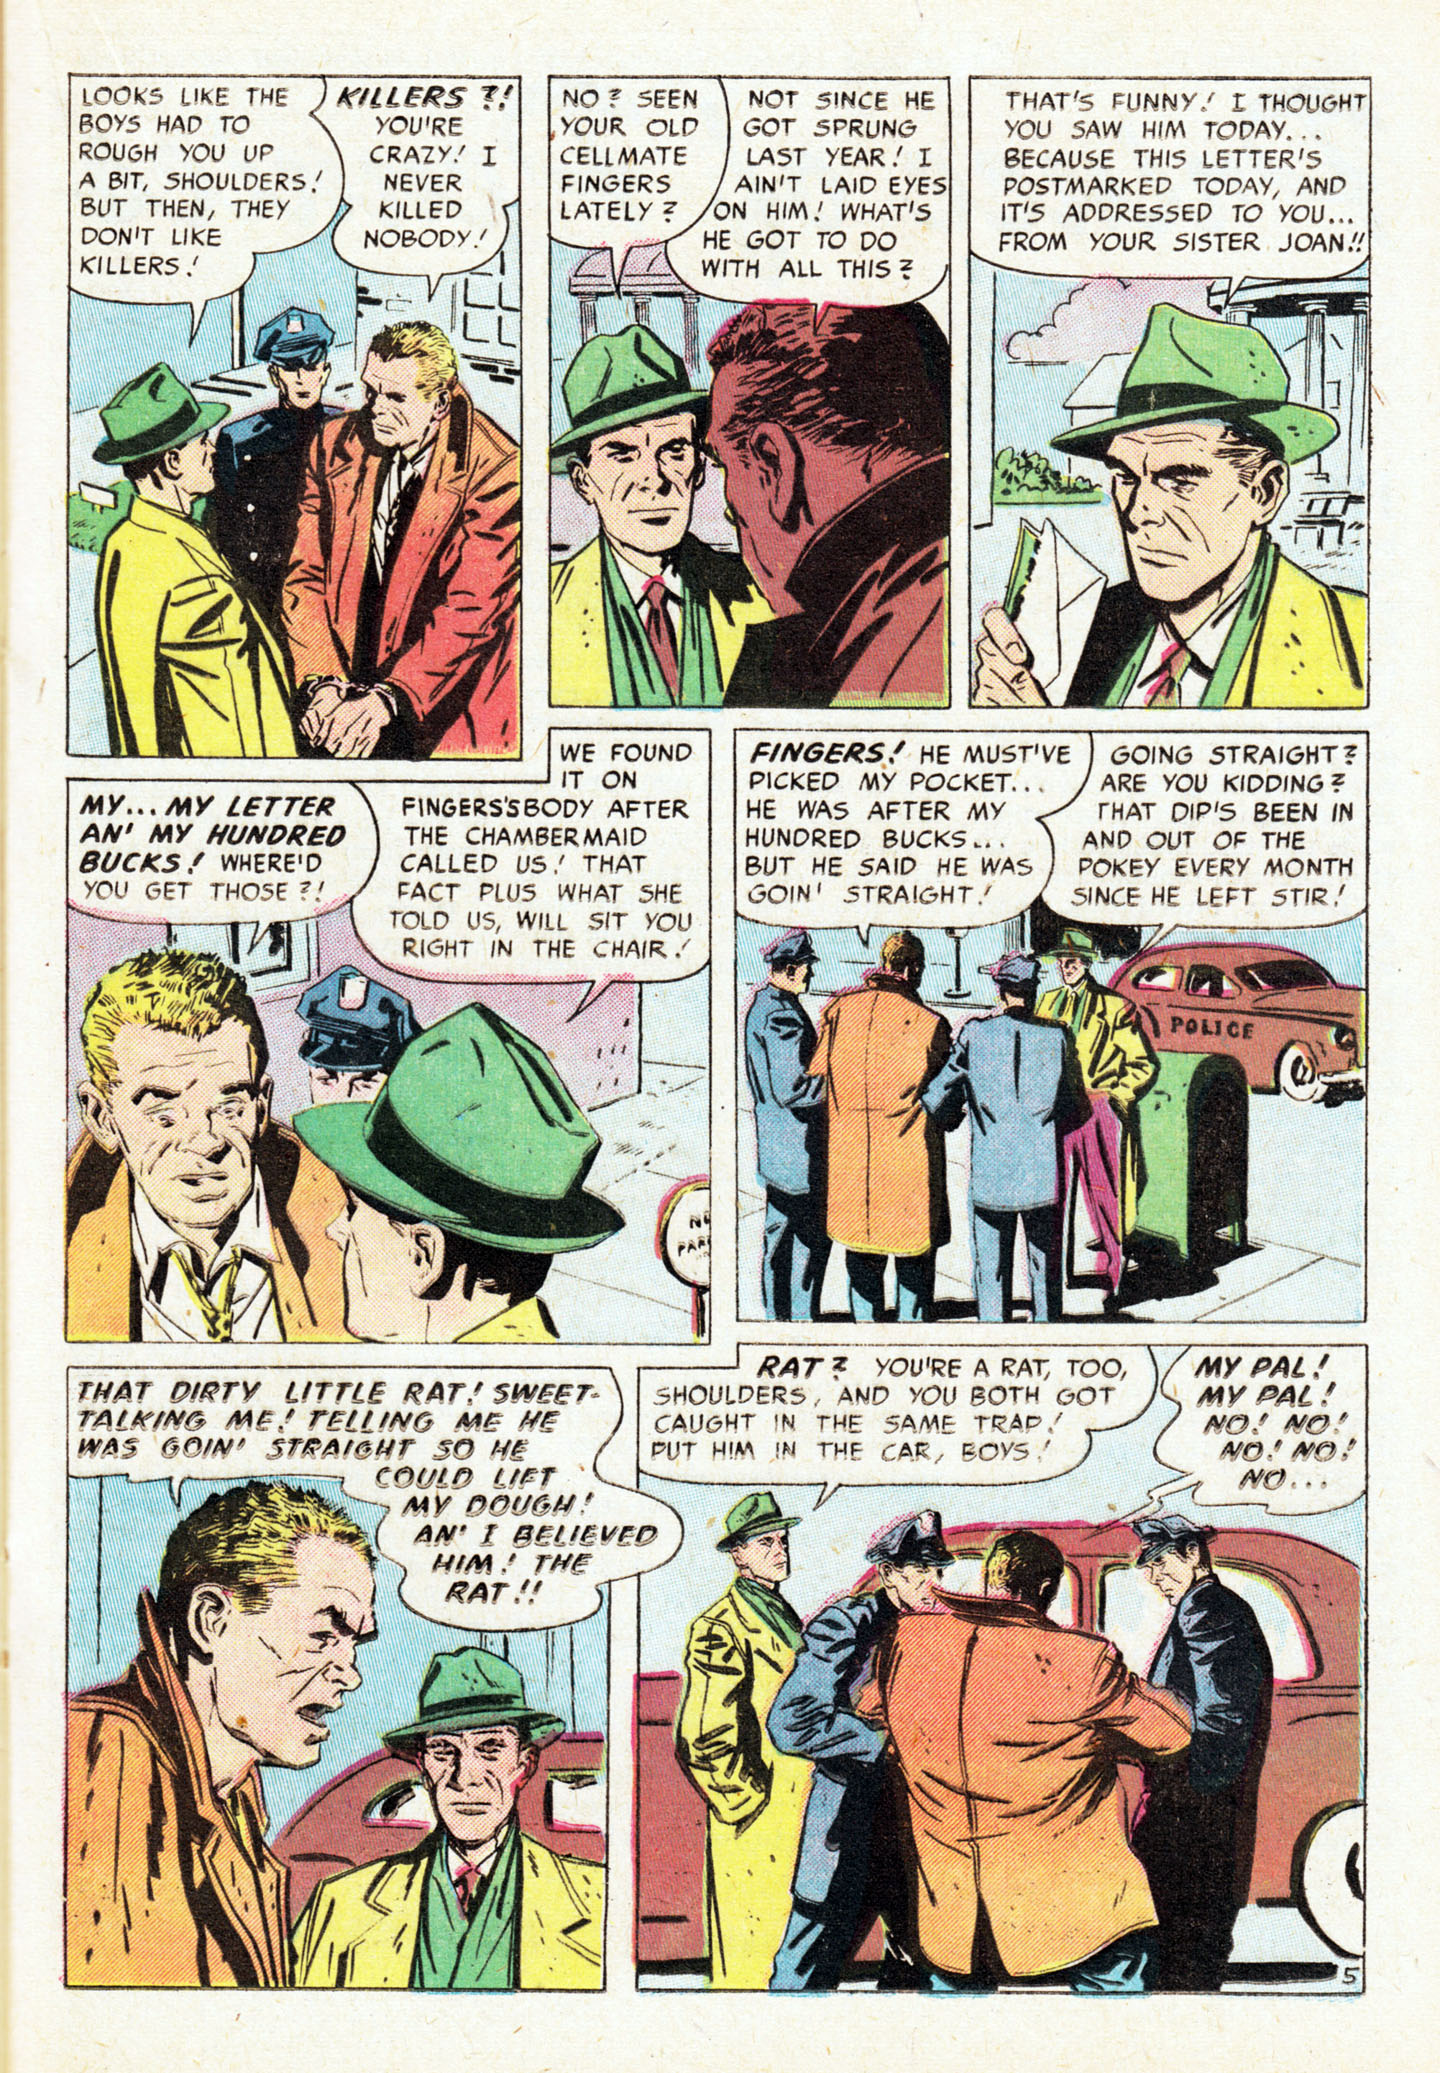 LOOKS LIKE THE
BOYS HAD TO
ROUGH YOU UP
A BIT, SHOULDERS!
BUT THEN, THEY
DON'T LIKE
KILLERS!
KILLERS?!
YOU'RE
CRAZY! I
NEVER
KILLED
NOBODY!
NO? SEEN
YOUR OLD
CELLMATE
FINGERS
LATELY?
NOT SINCE HE
GOT SPRUNG
LAST YEAR! I
AIN'T LAID EYES
ON HIM! WHAT'S
HE GOT TO DO
WITH ALL THIS?
THAT'S FUNNY! I THOUGHT
YOU SAW HIM TODAY...
BECAUSE THIS LETTER'S
POSTMARKED TODAY, AND
IT'S ADDRESSED TO YOU...
FROM YOUR SISTER JOAN!!
MY... MY LETTER
AN' MY HUNDRED
BUCKS! WHERE'D
YOU GET THOSE?!
WE FOUND
IT ON
FINGERS'S BODY AFTER
THE CHAMBERMAID
CALLED US! THAT
FACT PLUS WHAT SHE
TOLD US, WILL SIT YOU
RIGHT IN THE CHAIR!
NO
FINGERS! HE MUST'VE
PICKED MY POCKET...
HE WAS AFTER MY
HUNDRED BUCKS...
BUT HE SAID HE WAS
GOIN' STRAIGHT!
GOING STRAIGHT?
ARE YOU KIDDING?
THAT DIP'S BEEN IN
AND OUT OF THE
POKEY EVERY MONTH
SINCE HE LEFT STIR!
POLICE
THAT DIRTY LITTLE RAT! SWEET-
TALKING ME! TELLING ME HE
WAS GOIN' STRAIGHT SO HE
COULD LIFT
MY DOUGH!
AN' I BELIEVED
HIM! THE
RAT!!
RAT? YOU'RE A RAT, TOO,
SHOULDERS, AND YOU BOTH GOT
CAUGHT IN THE SAME TRAP!
PUT HIM IN THE CAR, BOYS!
MY PAL!
MY PAL!
NO! NO!
NO! NO!
NO...
5